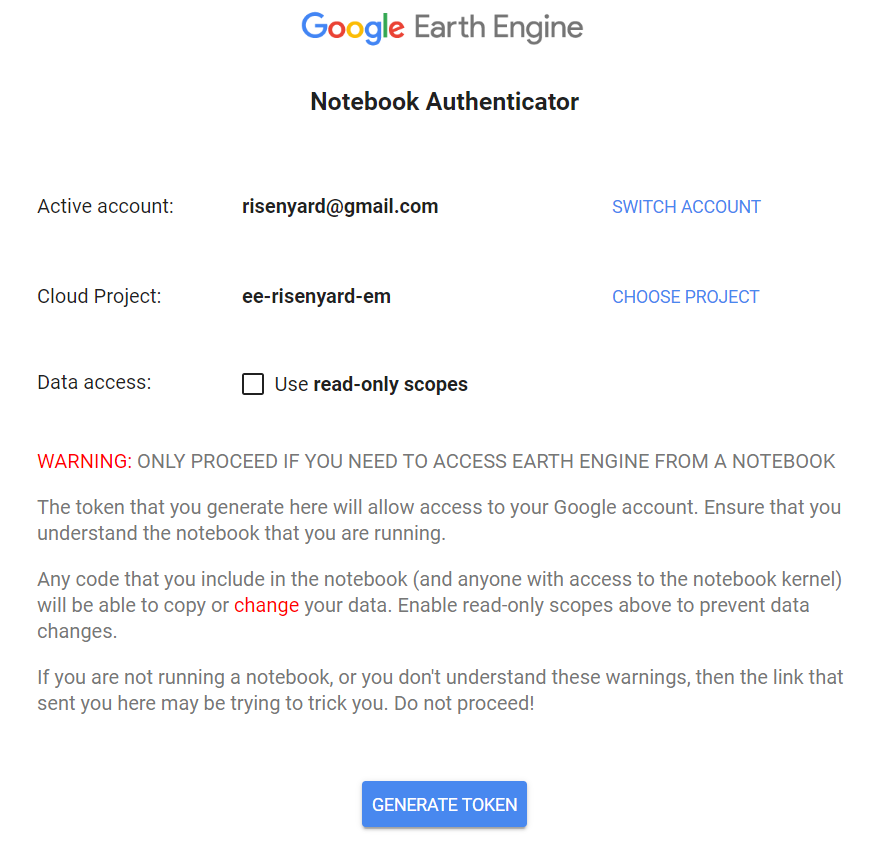 Google Earth Engine
Notebook Authenticator
Active account: risenyard@gmail.com SWITCH ACCOUNT
Cloud Project: ee-risenyard-em CHOOSE PROJECT
Data access: Use read-only scopes
WARNING: ONLY PROCEED IF YOU NEED TO ACCESS EARTH ENGINE FROM A NOTEBOOK
The token that you generate here will allow access to your Google account. Ensure that you
understand the notebook that you are running.
Any code that you include in the notebook (and anyone with access to the notebook kernel)
will be able to copy or change your data. Enable read-only scopes above to prevent data
changes.
If you are not running a notebook, or you don't understand these warnings, then the link that
sent you here may be trying to trick you. Do not proceed!
GENERATE TOKEN